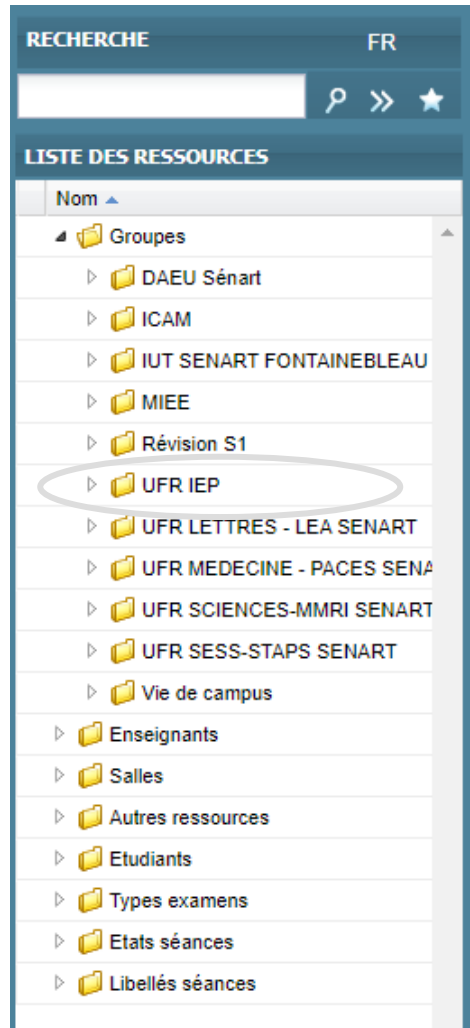 RECHERCHE FR
LISTE DES RESSOURCES
Nom
Groupes
DAEU Sénart
ICAM
IUT SENART FONTAINEBLEAU
MIEE
Révision S1
UFR IEP
UFR LETTRES - LEA SENART
UFR MEDECINE - PACES SENA
UFR SCIENCES-MMRI SENART
UFR SESS-STAPS SENART
Vie de campus
Enseignants
Salles
Autres ressources
Etudiants
Types examens
Etats séances
Libellés séances